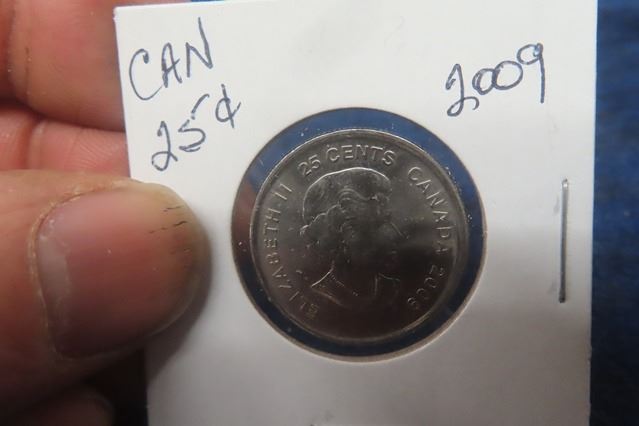 CAN
25¢
2009
ELIZABETH II 25 CENTS CANADA 2009